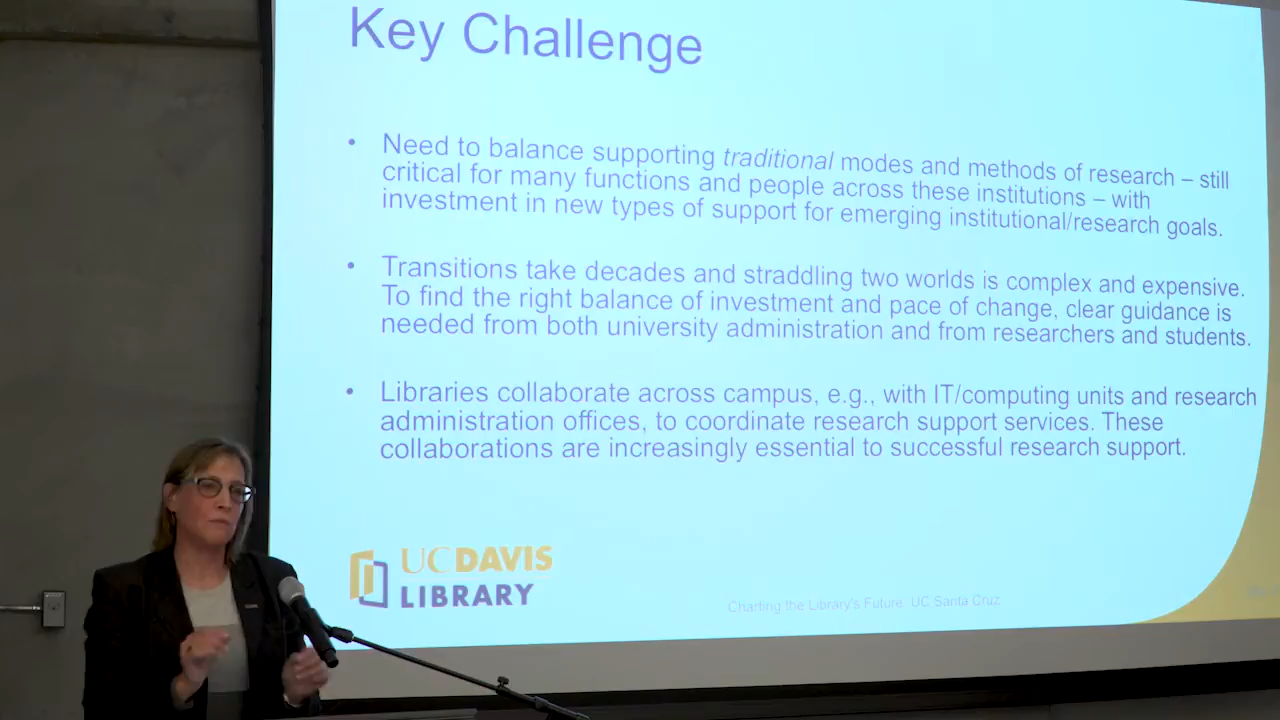 Key Challenge
• Need to balance supporting traditional modes and methods of research – still
critical for many functions and people across these institutions – with
investment in new types of support for emerging institutional/research goals.
• Transitions take decades and straddling two worlds is complex and expensive.
To find the right balance of investment and pace of change, clear guidance is
needed from both university administration and from researchers and students.
• Libraries collaborate across campus, e.g., with IT/computing units and research
administration offices, to coordinate research support services. These
collaborations are increasingly essential to successful research support.
UC DAVIS
LIBRARY
Charting the Library's Future: UC Santa Cruz